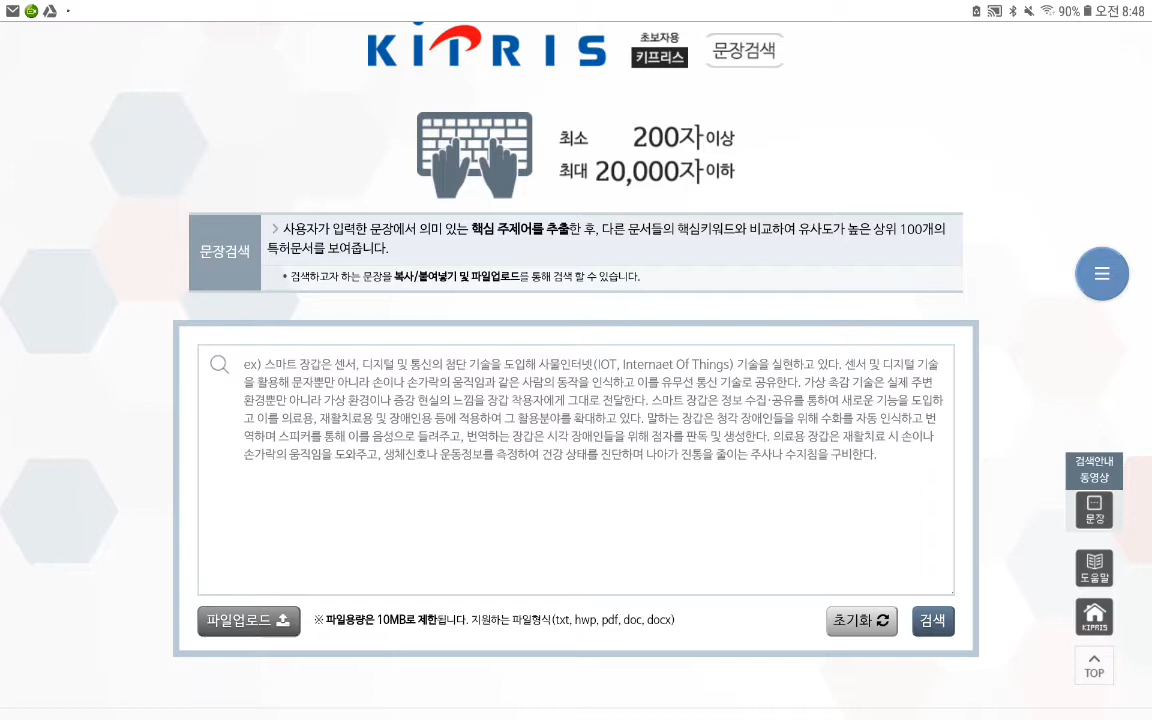 90% 오전 8:48
KIPRIS 초보자용 키프리스 문장검색
최소 200자 이상
최대 20,000자 이하
문장검색
사용자가 입력한 문장에서 의미 있는 핵심 주제어를 추출한 후, 다른 문서들의 핵심키워드와 비교하여 유사도가 높은 상위 100개의
특허문서를 보여줍니다.
• 검색하고자 하는 문장을 복사/붙여넣기 및 파일업로드를 통해 검색 할 수 있습니다.
ex) 스마트 장갑은 센서, 디지털 및 통신의 첨단 기술을 도입해 사물인터넷(IOT, Internaet Of Things) 기술을 실현하고 있다. 센서 및 디지털 기술
을 활용해 문자뿐만 아니라 손이나 손가락의 움직임과 같은 사람의 동작을 인식하고 이를 유무선 통신 기술로 공유한다. 가상 촉감 기술은 실제 주변
환경뿐만 아니라 가상 환경이나 증강 현실의 느낌을 장갑 착용자에게 그대로 전달한다. 스마트 장갑은 정보 수집·공유를 통하여 새로운 기능을 도입하
고 이를 의료용, 재활치료용 및 장애인용 등에 적용하여 그 활용분야를 확대하고 있다. 말하는 장갑은 청각 장애인들을 위해 수화를 자동 인식하고 번
역하며 스피커를 통해 이를 음성으로 들려주고, 번역하는 장갑은 시각 장애인들을 위해 점자를 판독 및 생성한다. 의료용 장갑은 재활치료 시 손이나
손가락의 움직임을 도와주고, 생체신호나 운동정보를 측정하여 건강 상태를 진단하며 나아가 진통을 줄이는 주사나 수지침을 구비한다.
파일업로드 ※ 파일용량은 10MB로 제한됩니다. 지원하는 파일형식(txt, hwp, pdf, doc, docx) 초기화 검색
검색안내
동영상
문장
도움말
KIPRIS
TOP